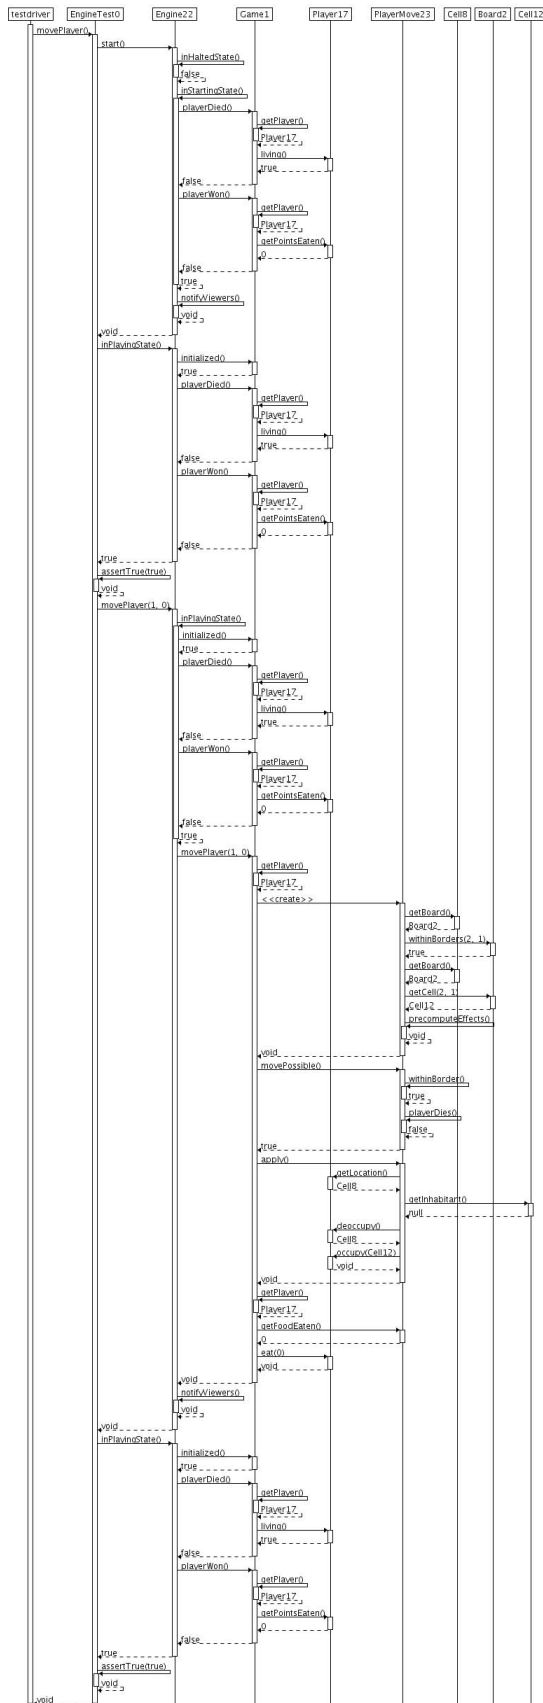 testdriver EngineTest0 Engine22 Game1 Player17 PlayerMove23 Cell8 Board2 Cell12
movePlayer()
start()
inHaltedState()
false
inStartingState()
playerDied()
getPlayer()
Player17
living()
true
false
playerWon()
getPlayer()
Player17
getPointsEaten()
0
false
true
notifyViewers()
void
void
inPlayingState()
initialized()
true
playerDied()
getPlayer()
Player17
living()
true
false
playerWon()
getPlayer()
Player17
getPointsEaten()
0
false
true
assertTrue(true)
void
movePlayer(1, 0)
inPlayingState()
initialized()
true
playerDied()
getPlayer()
Player17
living()
true
false
playerWon()
getPlayer()
Player17
getPointsEaten()
0
false
true
movePlayer(1, 0)
getPlayer()
Player17
<<create>>
getBoard()
Board2
withinBorders(2, 1)
true
getBoard()
Board2
getCell(2, 1)
Cell12
precomputeEffects()
void
void
movePossible()
withinBorder()
true
playerDies()
false
true
apply()
getLocation()
Cell8
getInhabitant()
null
deoccupy()
Cell8
occupy(Cell12)
void
void
getPlayer()
Player17
getFoodEaten()
0
eat(0)
void
void
notifyViewers()
void
void
inPlayingState()
initialized()
true
playerDied()
getPlayer()
Player17
living()
true
false
playerWon()
getPlayer()
Player17
getPointsEaten()
0
false
true
assertTrue(true)
void
void